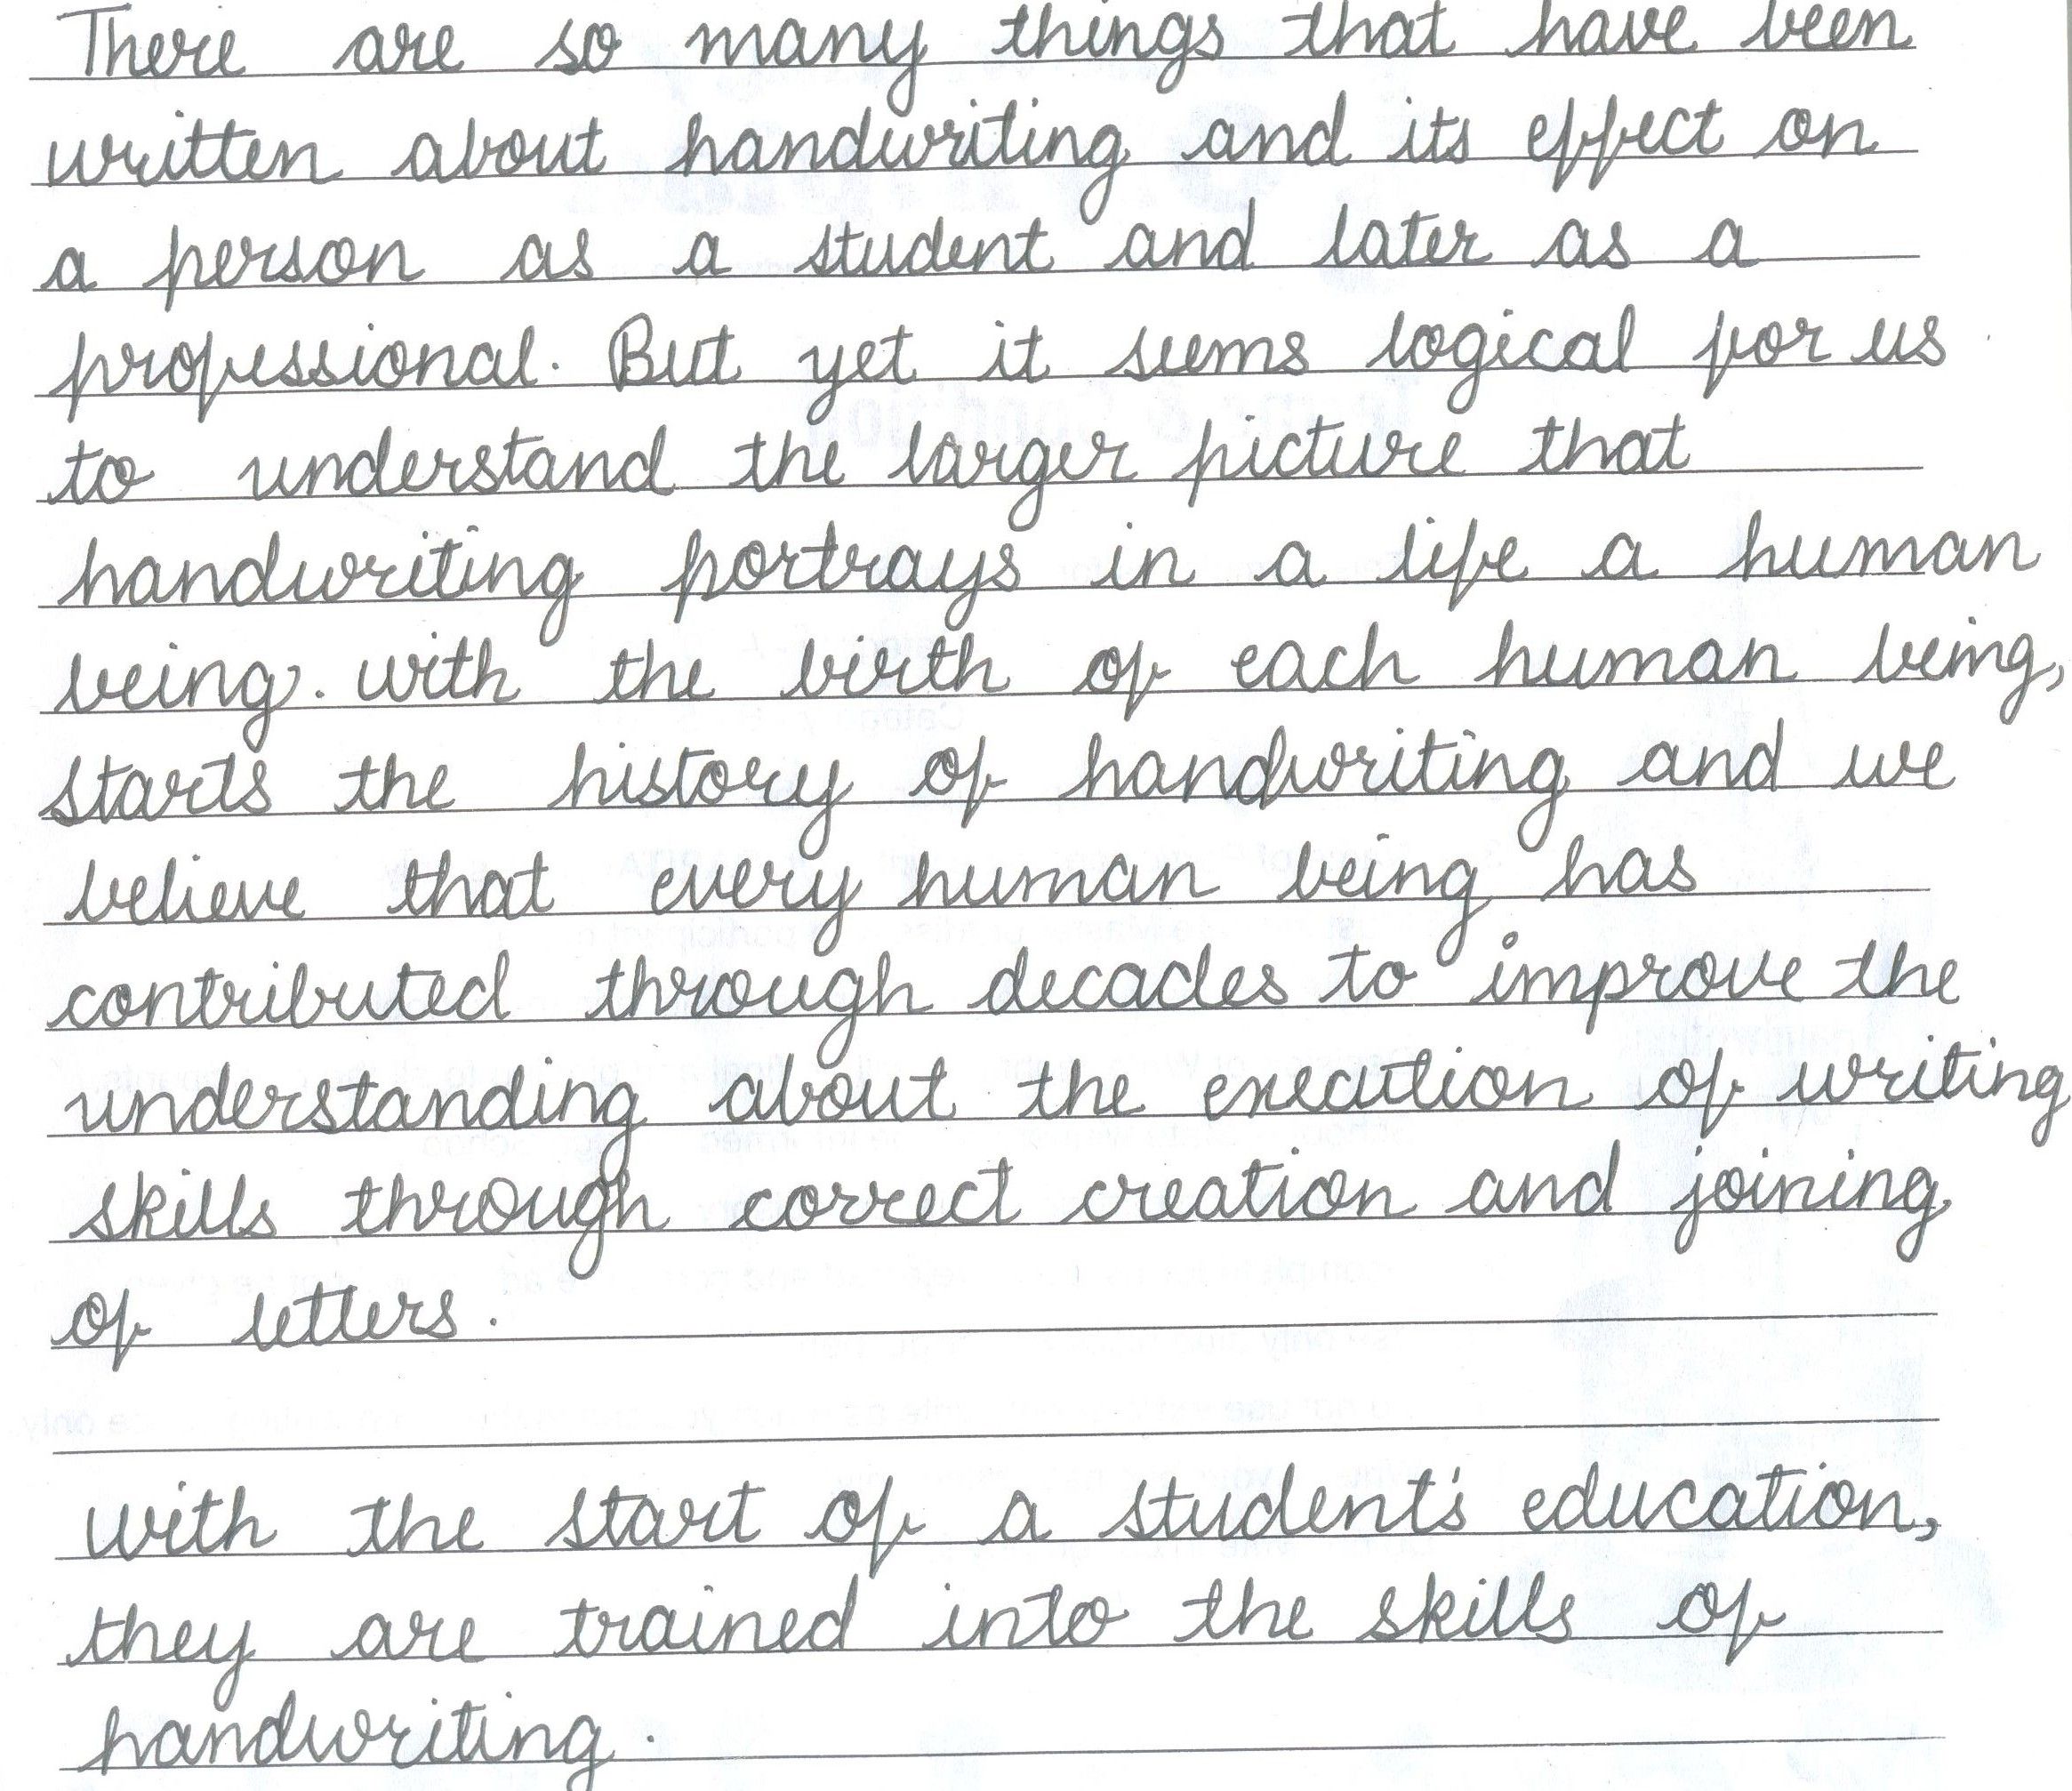 There are so many things that have been
written about handwriting and its effect on
a person as a student and later as a
professional. But yet it seems logical for us
to understand the larger picture that
handwriting portrays in a life a human
being. with the birth of each human being,
starts the history of handwriting and we
believe that every human being has
contributed through decades to improve the
understanding about the execution of writing
skills through correct creation and joining
of letters.
with the start of a student's education,
they are trained into the skills of
handwriting.